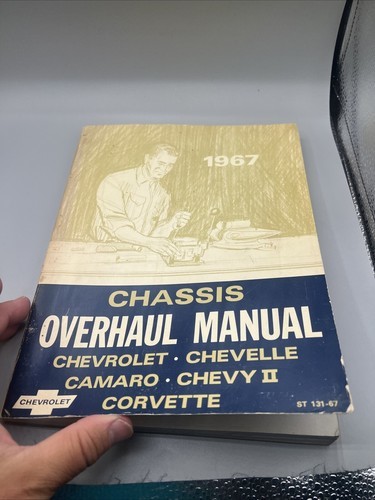 1967
CHASSIS
OVERHAUL MANUAL
CHEVROLET · CHEVELLE
CAMARO · CHEVY II
CORVETTE
CHEVROLET
ST 131-67